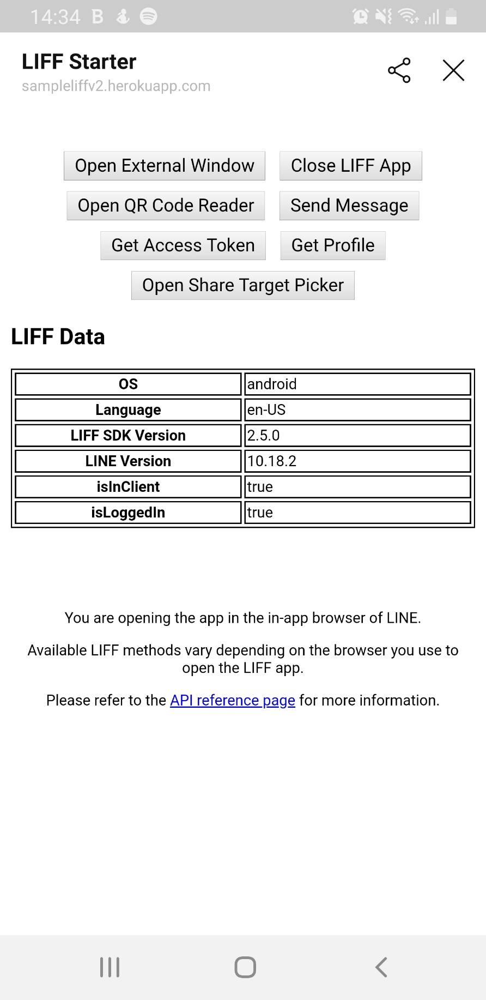 14:34 B
LIFF Starter
sampleliffv2.herokuapp.com
Open External Window Close LIFF App
Open QR Code Reader Send Message
Get Access Token Get Profile
Open Share Target Picker
LIFF Data
OS android
Language en-US
LIFF SDK Version 2.5.0
LINE Version 10.18.2
isInClient true
isLoggedIn true
You are opening the app in the in-app browser of LINE.
Available LIFF methods vary depending on the browser you use to
open the LIFF app.
Please refer to the API reference page for more information.